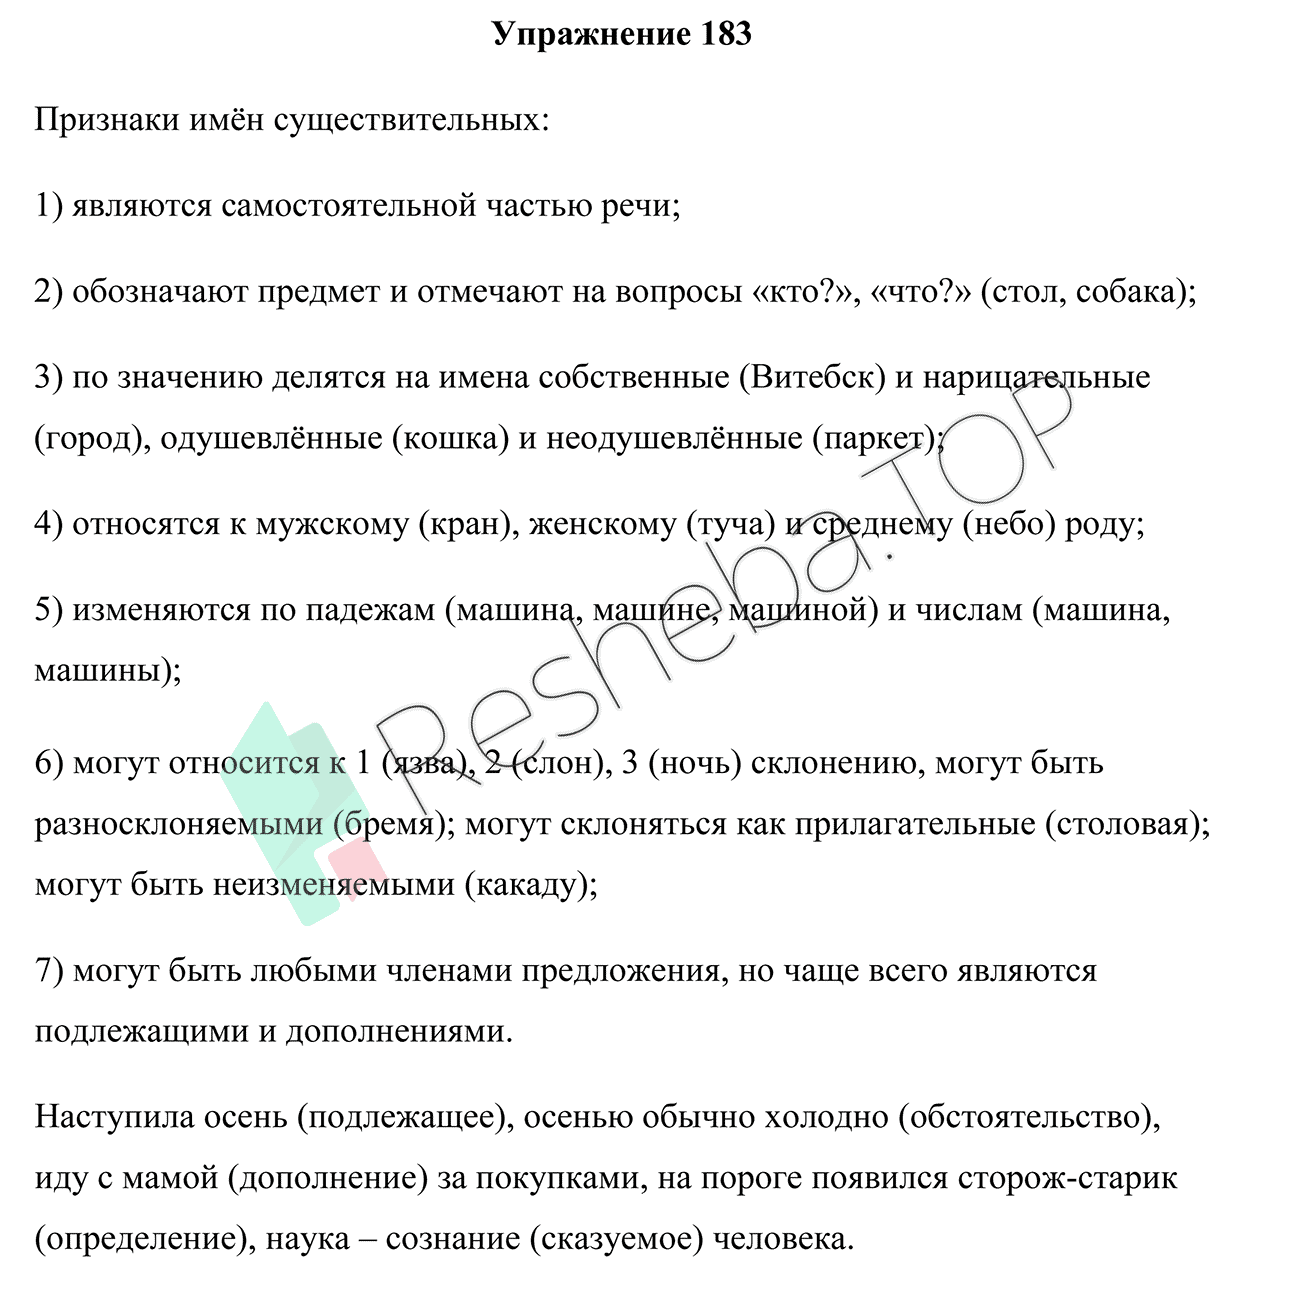 Упражнение 183
Признаки имён существительных:
1) являются самостоятельной частью речи;
2) обозначают предмет и отмечают на вопросы «кто?», «что?» (стол, собака);
3) по значению делятся на имена собственные (Витебск) и нарицательные
(город), одушевлённые (кошка) и неодушевлённые (паркет);
4) относятся к мужскому (кран), женскому (туча) и среднему (небо) роду;
5) изменяются по падежам (машина, машине, машиной) и числам (машина,
машины);
6) могут относится к 1 (язва), 2 (слон), 3 (ночь) склонению, могут быть
разносклоняемыми (бремя); могут склоняться как прилагательные (столовая);
могут быть неизменяемыми (какаду);
7) могут быть любыми членами предложения, но чаще всего являются
подлежащими и дополнениями.
Наступила осень (подлежащее), осенью обычно холодно (обстоятельство),
иду с мамой (дополнение) за покупками, на пороге появился сторож-старик
(определение), наука – сознание (сказуемое) человека.
Resheba.TOP